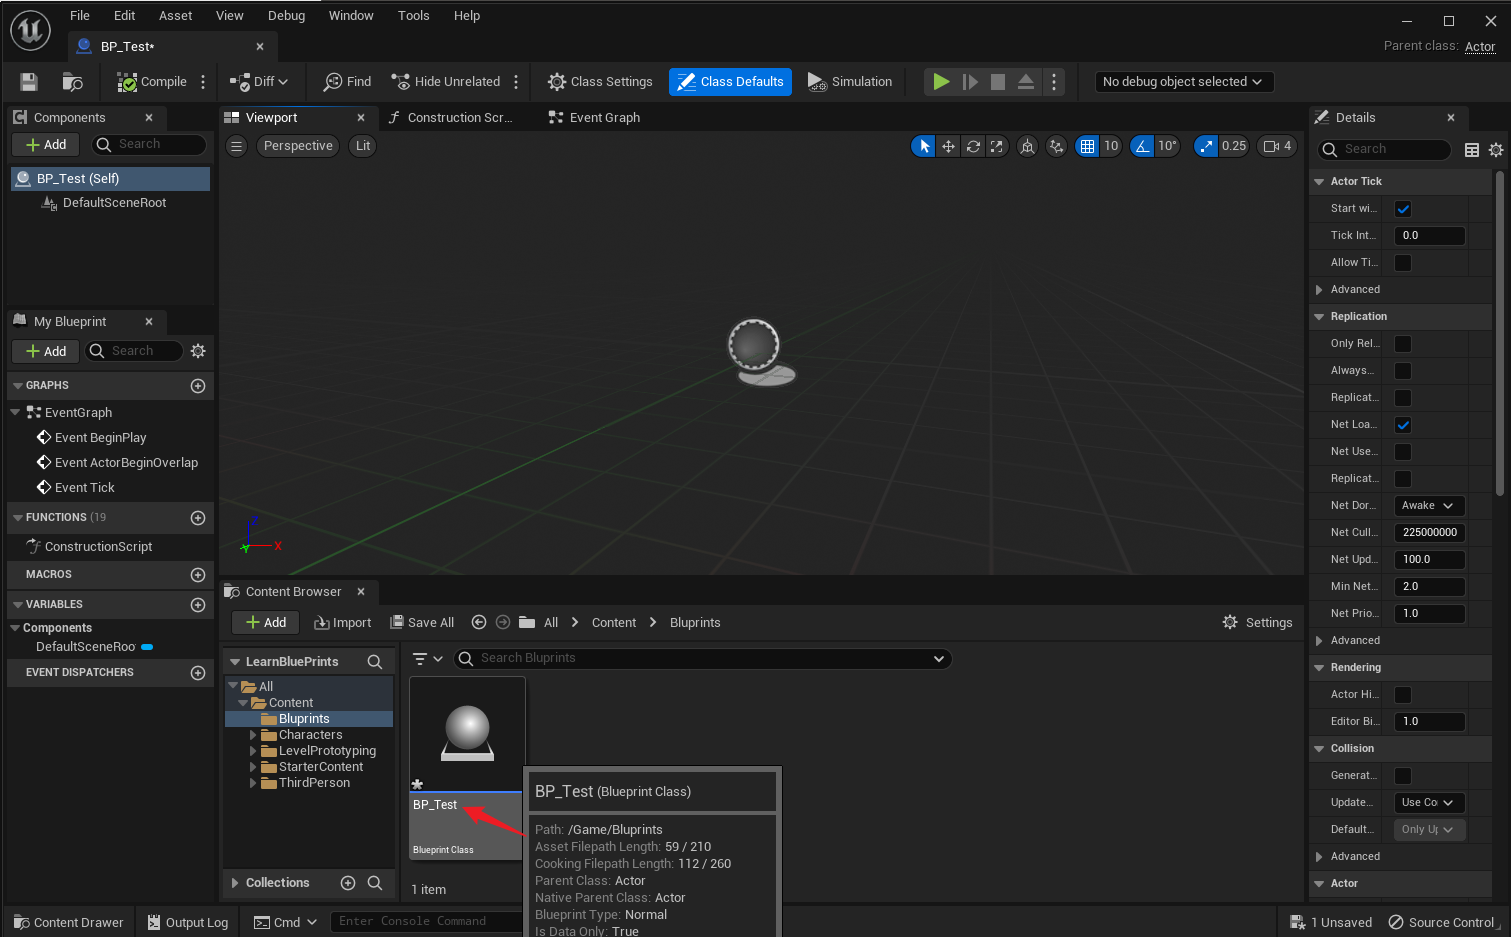 File Edit Asset View Debug Window Tools Help
BP_Test*
Parent class: Actor
Compile Diff Find Hide Unrelated Class Settings Class Defaults Simulation No debug object selected
Components
Add Search
BP_Test (Self)
DefaultSceneRoot
My Blueprint
Add Search
GRAPHS
EventGraph
Event BeginPlay
Event ActorBeginOverlap
Event Tick
FUNCTIONS (19
ConstructionScript
MACROS
VARIABLES
Components
DefaultSceneRoo
EVENT DISPATCHERS
Viewport Construction Scr... Event Graph
Perspective Lit 10 10° 0.25 4
Z
X
Y
Content Browser
Add Import Save All All Content Bluprints Settings
LearnBluePrints
All
Content
Bluprints
Characters
LevelPrototyping
StarterContent
ThirdPerson
Collections
Search Bluprints
BP_Test
Blueprint Class
1 item
BP_Test (Blueprint Class)
Path: /Game/Bluprints
Asset Filepath Length: 59 / 210
Cooking Filepath Length: 112 / 260
Parent Class: Actor
Native Parent Class: Actor
Blueprint Type: Normal
Is Data Only: True
Details
Search
Actor Tick
Start wi...
Tick Int... 0.0
Allow Ti...
Advanced
Replication
Only Rel...
Always...
Replicat...
Net Loa...
Net Use...
Replicat...
Net Dor... Awake
Net Cull... 225000000
Net Upd... 100.0
Min Net... 2.0
Net Prio... 1.0
Advanced
Rendering
Actor Hi...
Editor Bi... 1.0
Collision
Generat...
Update... Use Co
Default... Only Up
Advanced
Actor
Content Drawer Output Log Cmd Enter Console Command 1 Unsaved Source Control